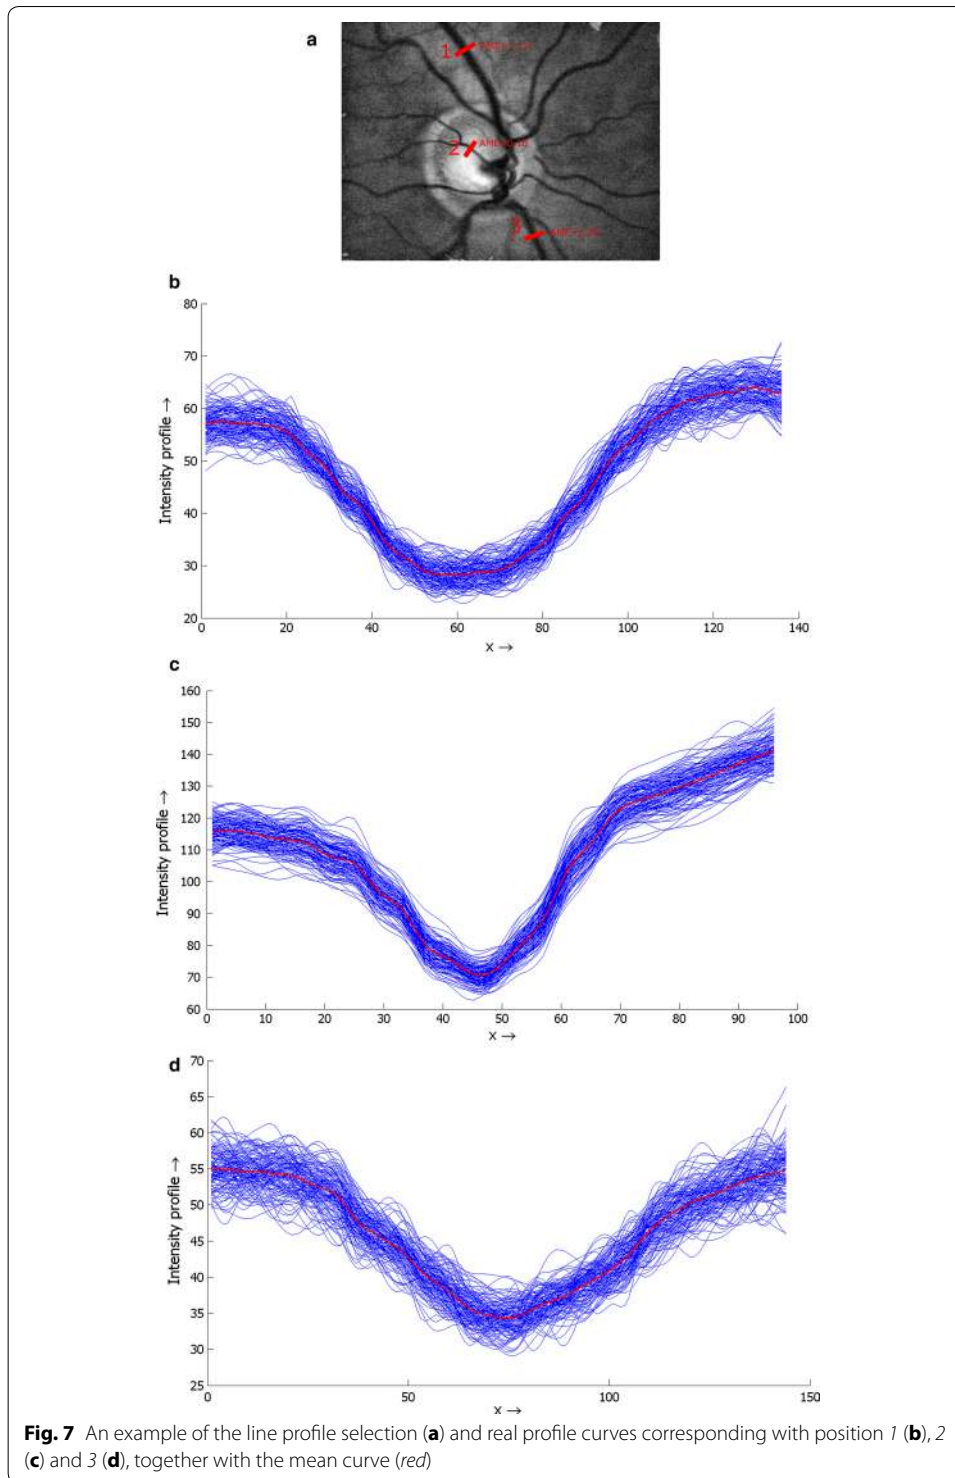 a
1
2
3
b
80
70
60
50
40
30
20
Intensity profile →
0 20 40 60 80 100 120 140
X →
c
160
150
140
130
120
110
100
90
80
70
60
Intensity profile →
0 10 20 30 40 50 60 70 80 90 100
X →
d
70
65
60
55
50
45
40
35
30
25
Intensity profile →
0 50 100 150
X →
Fig. 7 An example of the line profile selection (a) and real profile curves corresponding with position 1 (b), 2
(c) and 3 (d), together with the mean curve (red)